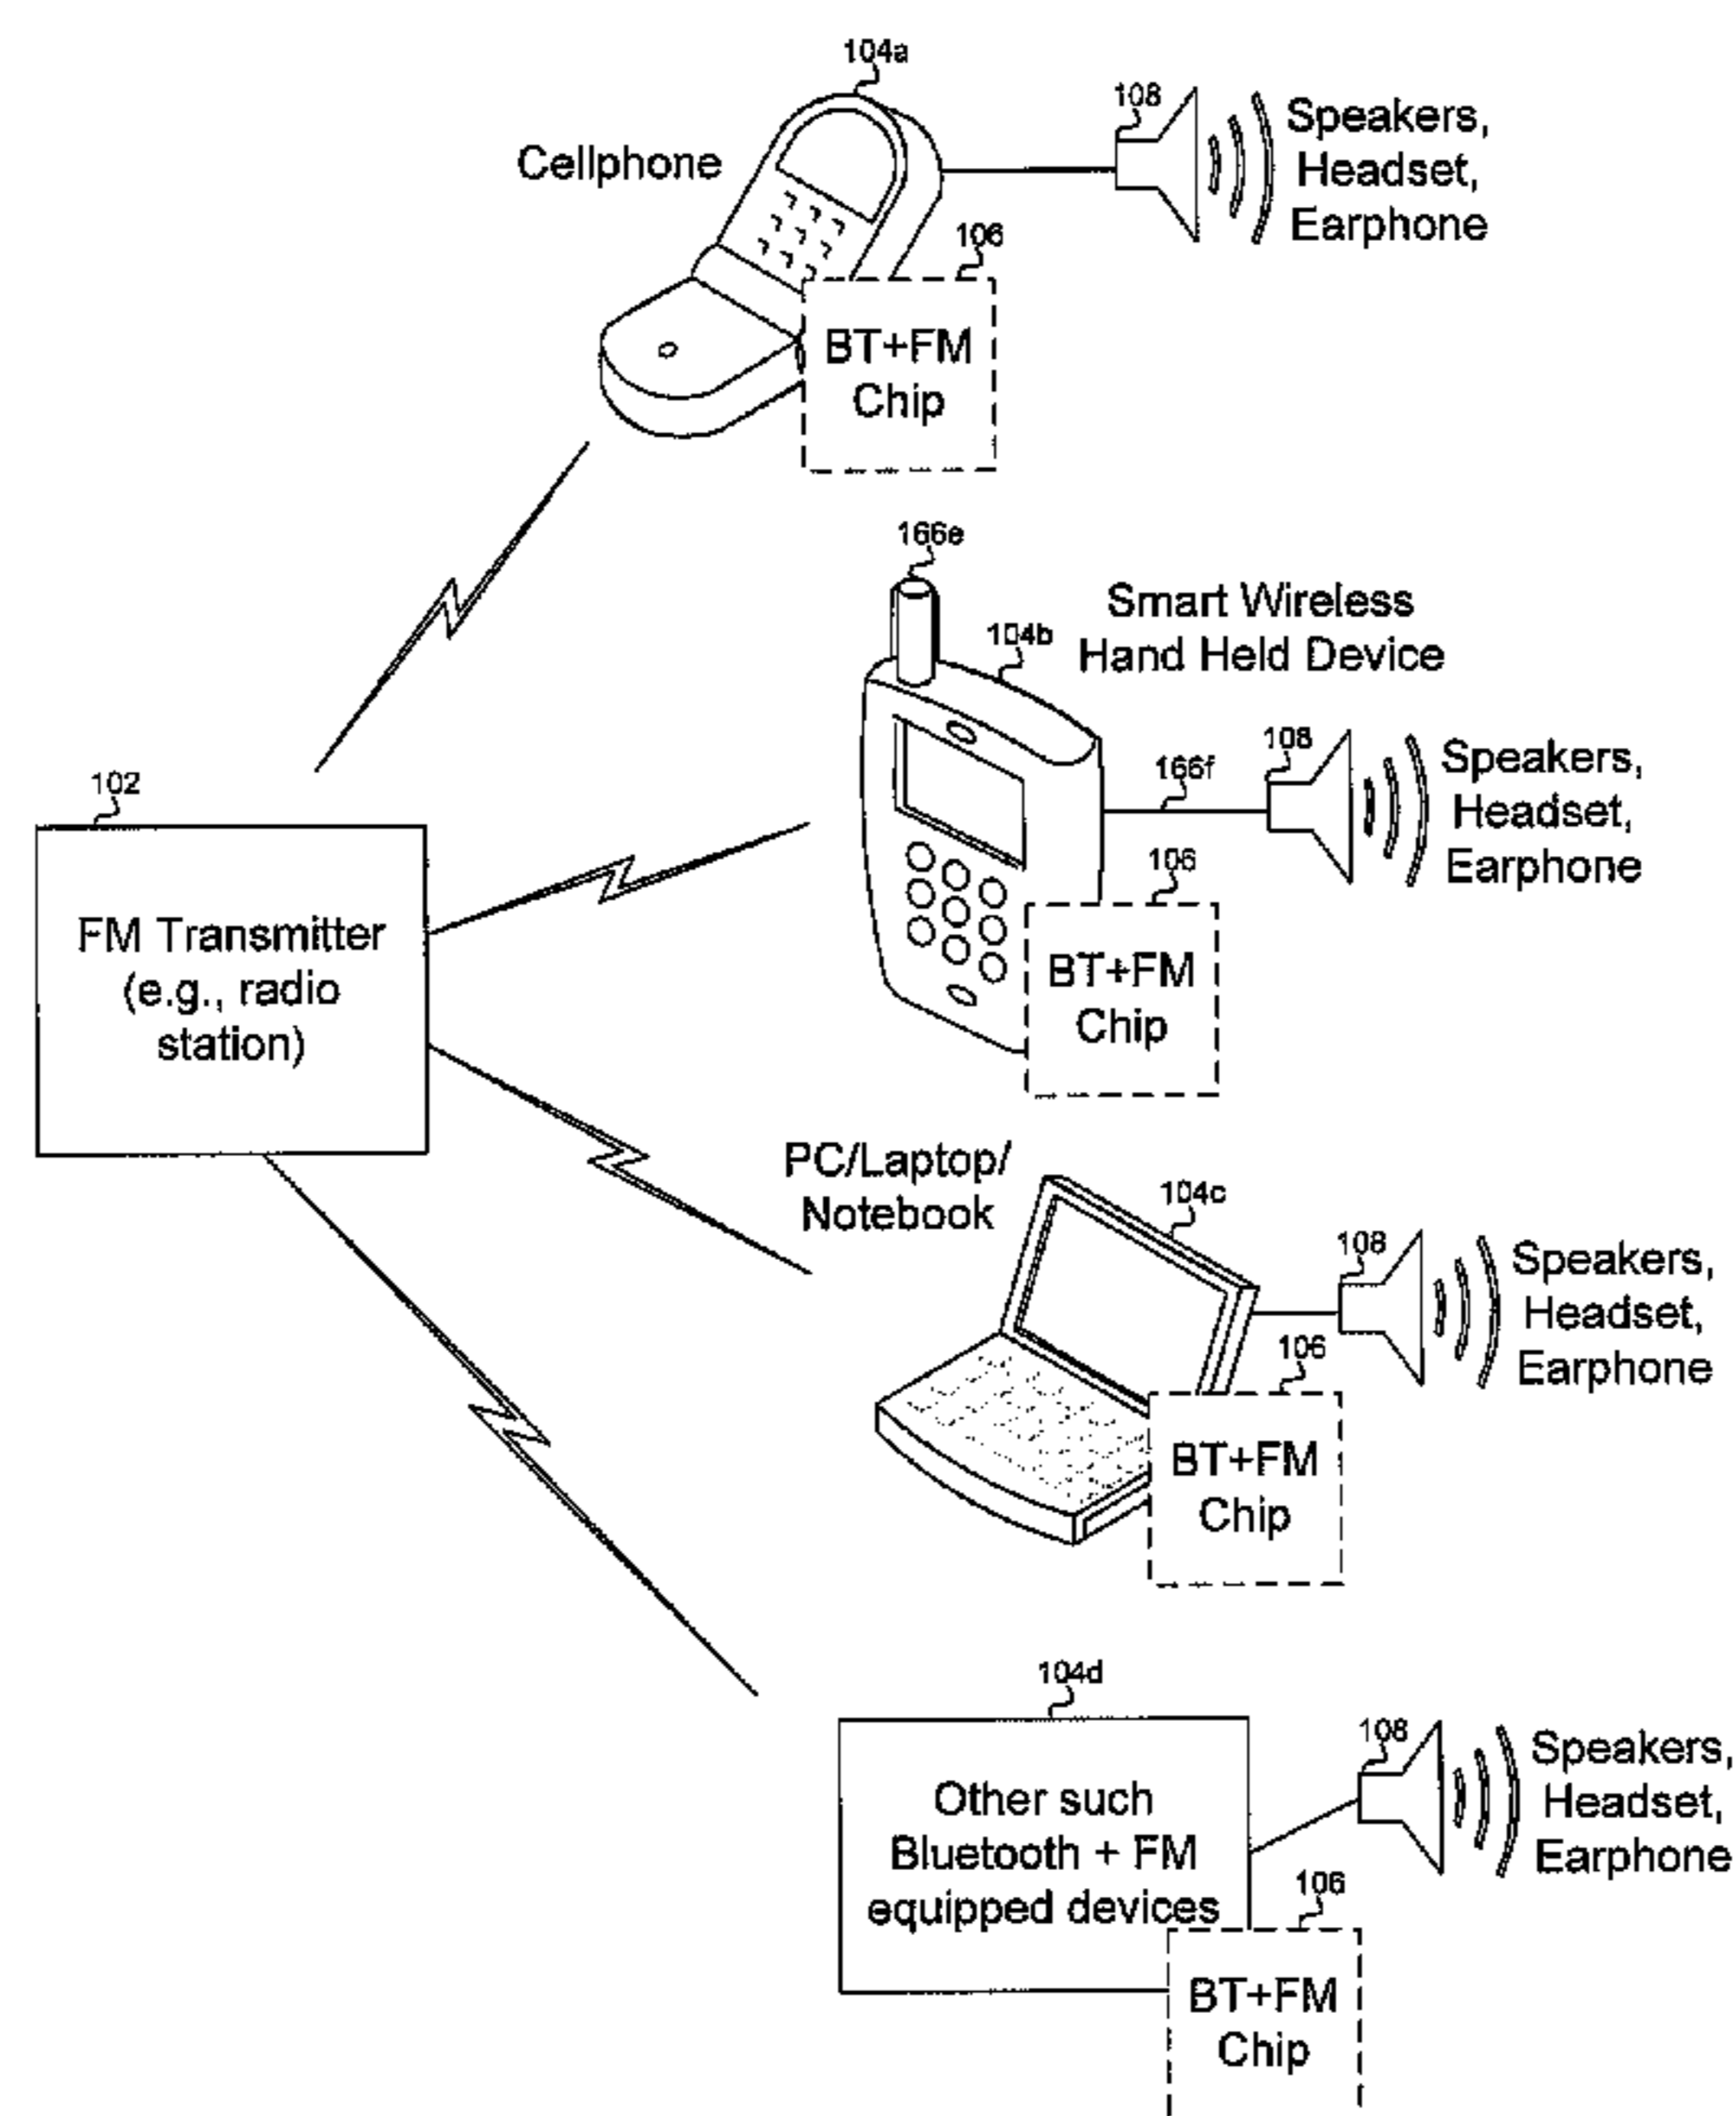 104a
108
Speakers,
Headset,
Earphone
Cellphone
106
BT+FM
Chip
166e
Smart Wireless
Hand Held Device
104b
108
166f
Speakers,
Headset,
Earphone
106
BT+FM
Chip
102
FM Transmitter
(e.g., radio
station)
PC/Laptop/
Notebook
104c
108
Speakers,
Headset,
Earphone
106
BT+FM
Chip
104d
108
Speakers,
Headset,
Earphone
Other such
Bluetooth + FM
equipped devices
106
BT+FM
Chip